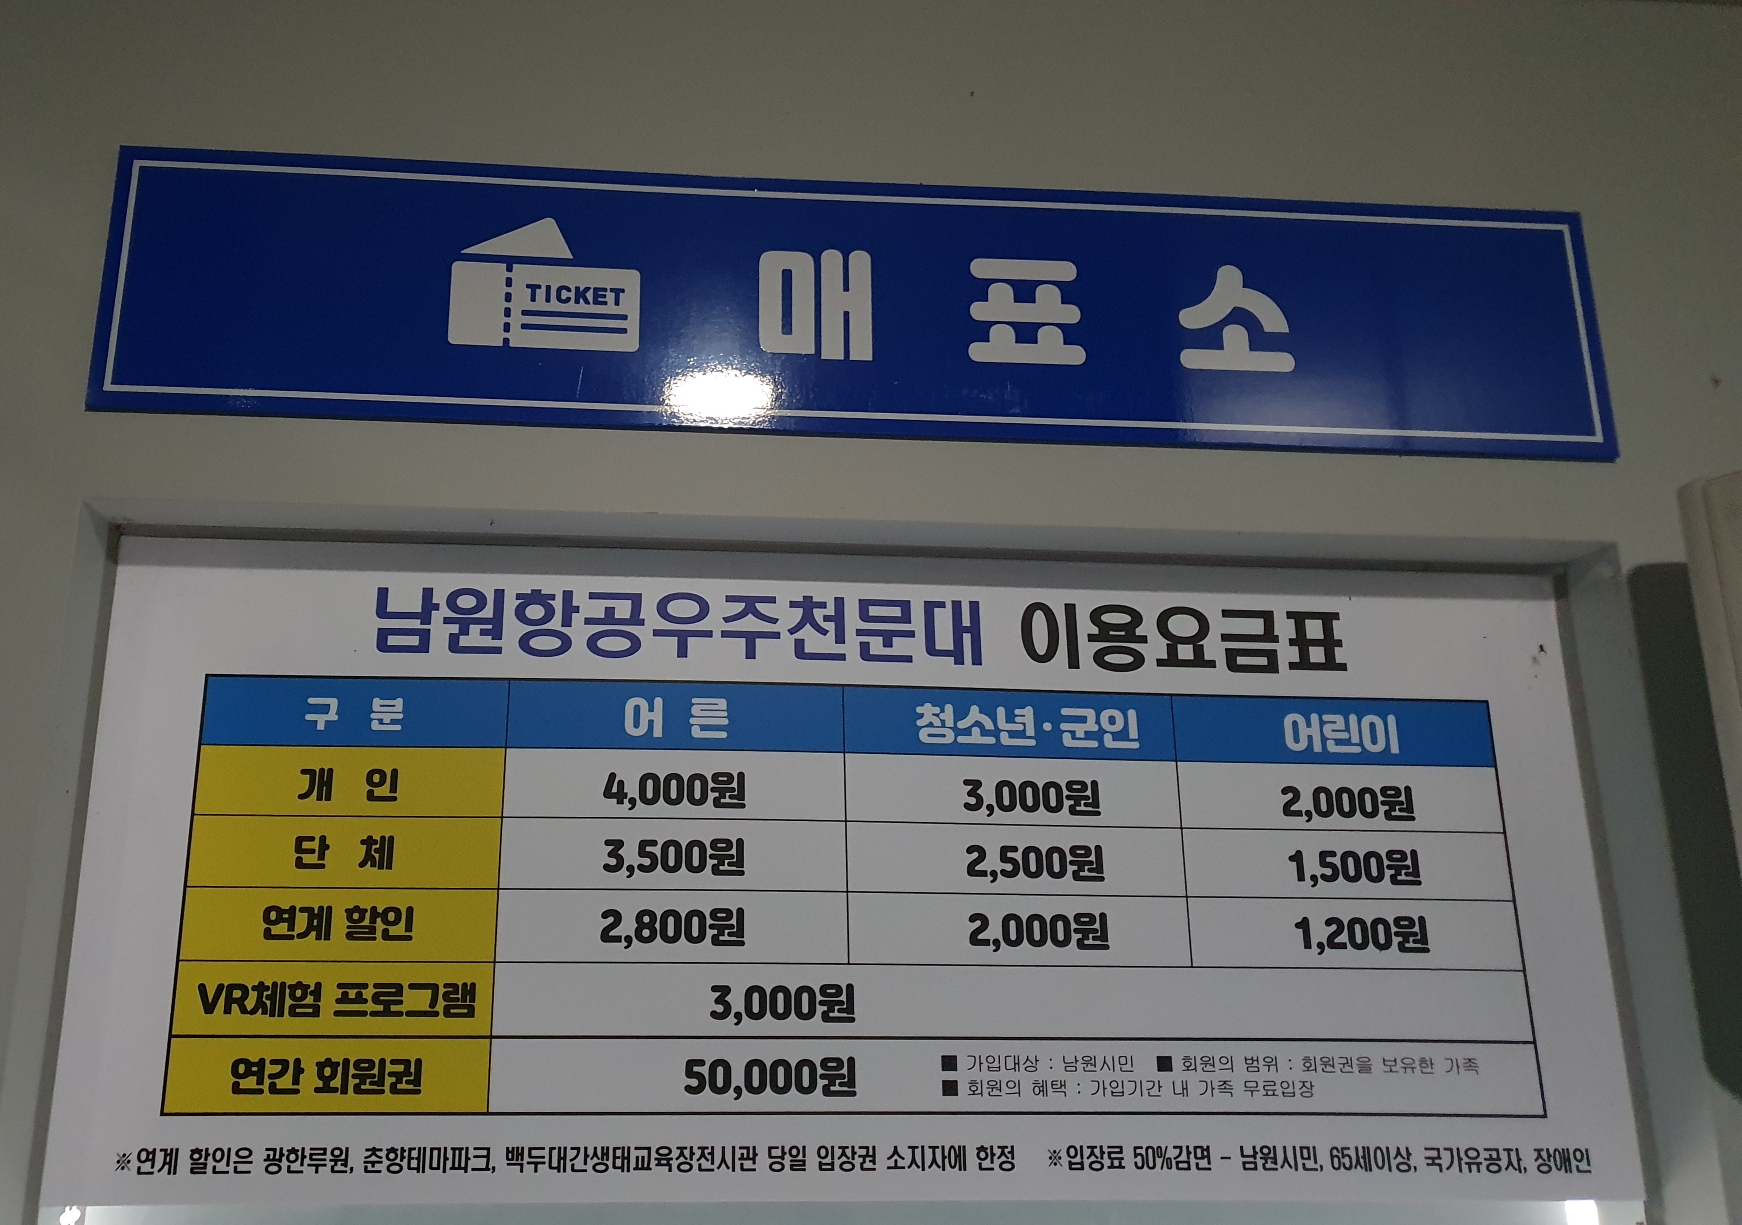 TICKET 매표소
남원항공우주천문대 이용요금표
구 분 어 른 청소년·군인 어린이
개 인 4,000원 3,000원 2,000원
단 체 3,500원 2,500원 1,500원
연계 할인 2,800원 2,000원 1,200원
VR체험 프로그램 3,000원
연간 회원권 50,000원 ■ 가입대상 : 남원시민 ■ 회원의 범위 : 회원권을 보유한 가족
■ 회원의 혜택 : 가입기간 내 가족 무료입장
※연계 할인은 광한루원, 춘향테마파크, 백두대간생태교육장전시관 당일 입장권 소지자에 한정 ※입장료 50%감면 - 남원시민, 65세이상, 국가유공자, 장애인